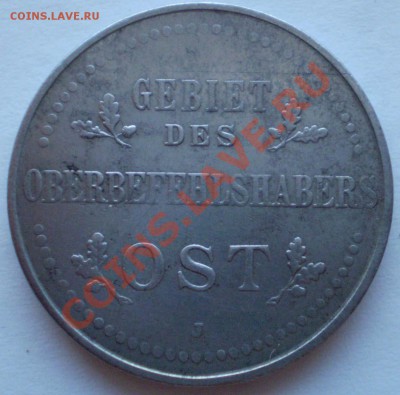 COINS.LAVE.RU
GEBIET
DES
OBERBEFEHLSHABERS
OST
J
COINS.LAVE.RU